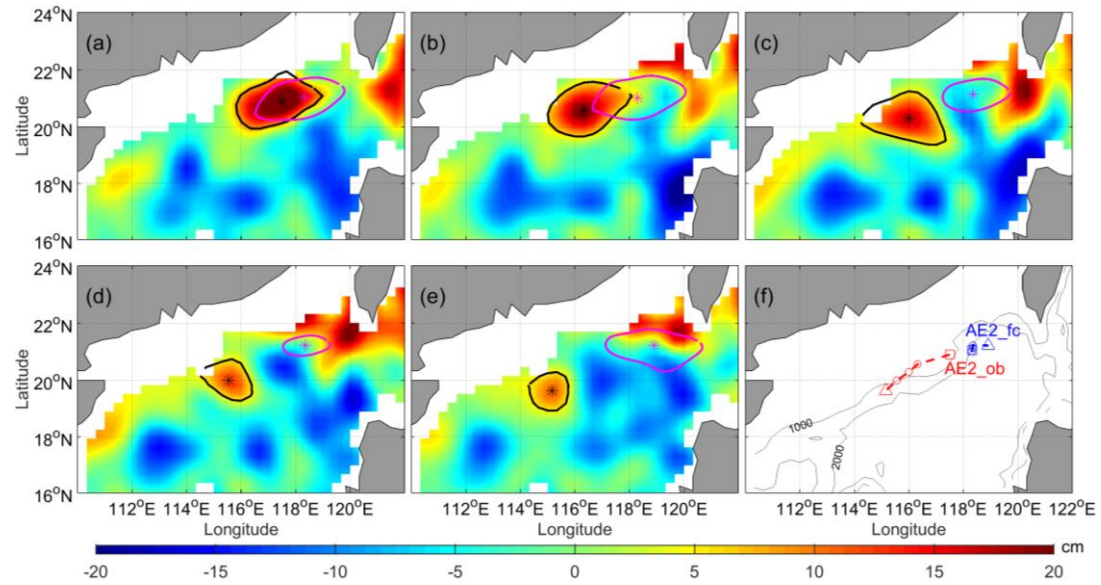 24°N
22°N
20°N
18°N
16°N
Latitude
(a)
(b)
(c)
24°N
22°N
20°N
18°N
16°N
Latitude
(d)
(e)
(f)
AE2_fc
AE2_ob
1000
2000
112°E 114°E 116°E 118°E 120°E
112°E 114°E 116°E 118°E 120°E
112°E 114°E 116°E 118°E 120°E 122°E
Longitude
Longitude
Longitude
cm
-20 -15 -10 -5 0 5 10 15 20